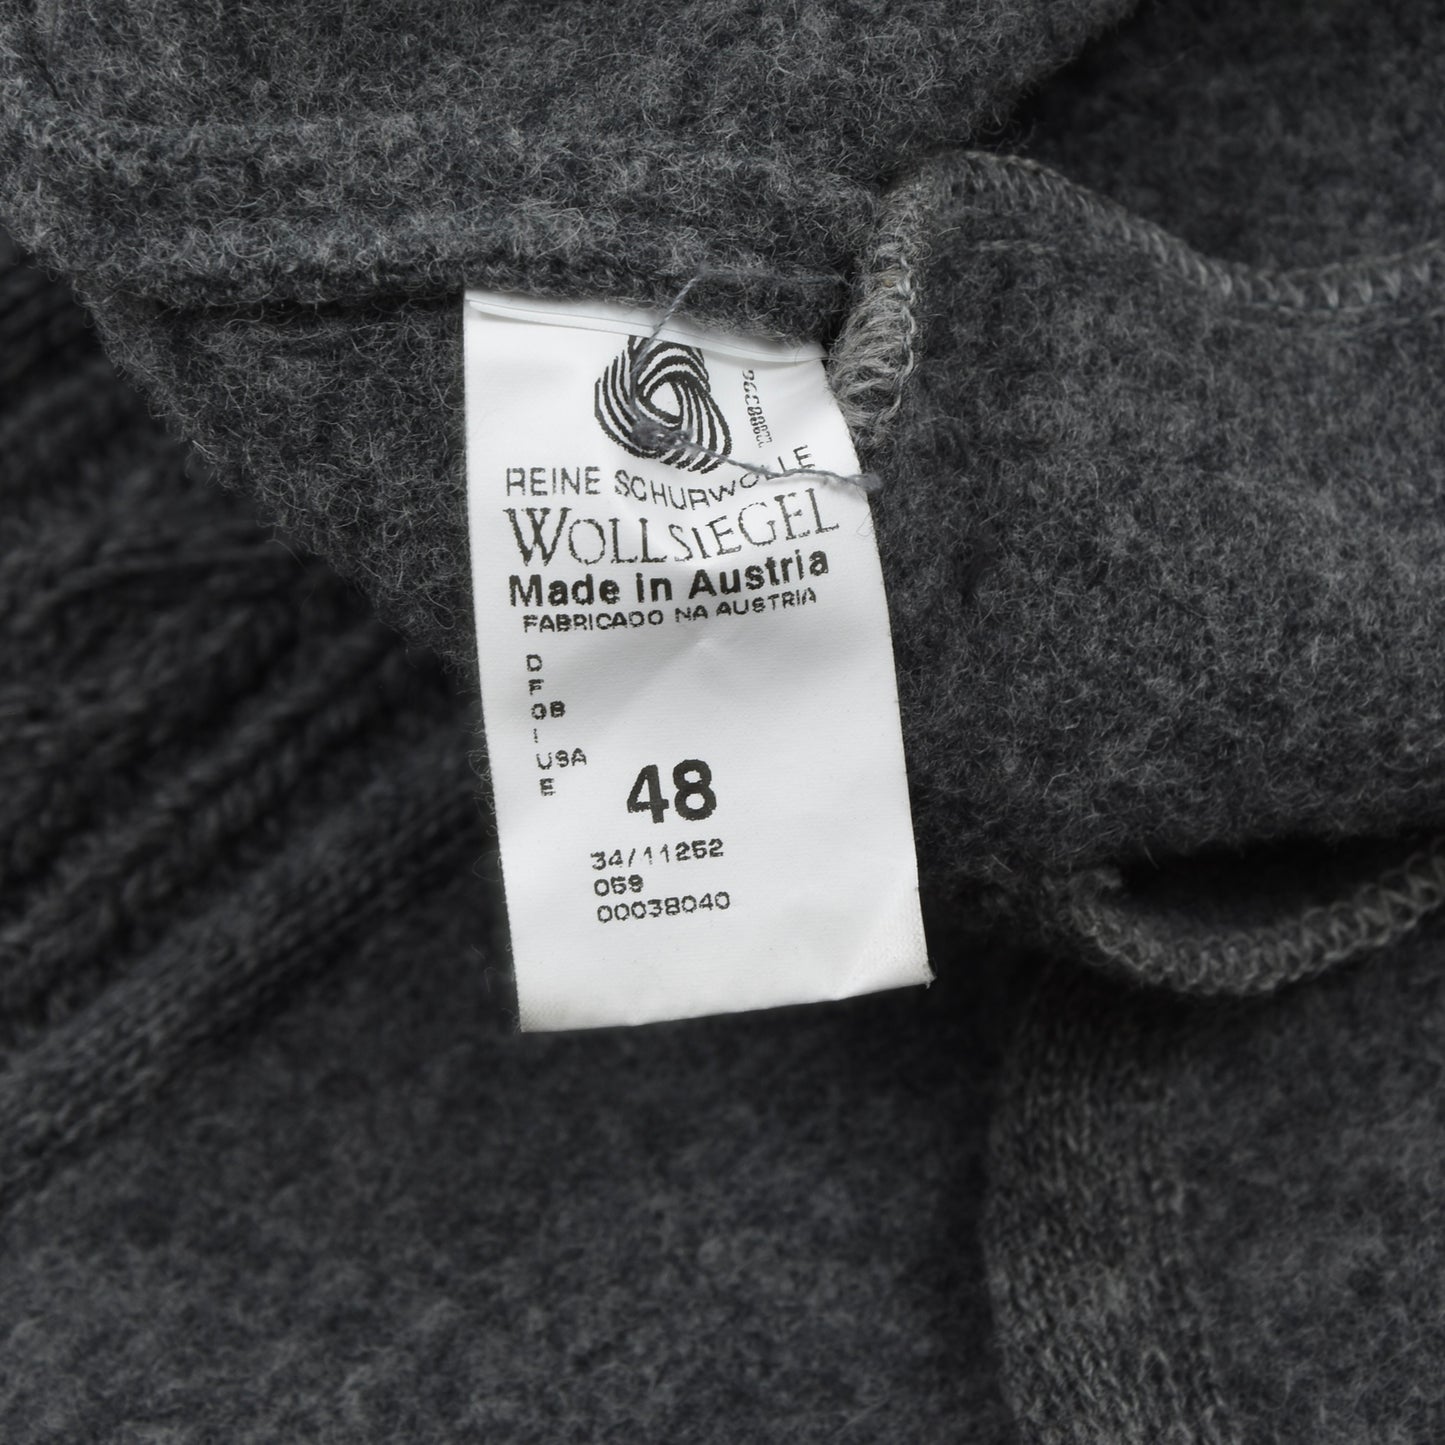 REINE SCHURWOLLE
WOLLSIEGEL
Made in Austria
FABRICADO NA AUSTRIA
D
F
GB
I
USA
E
48
34/11252
059
00038040